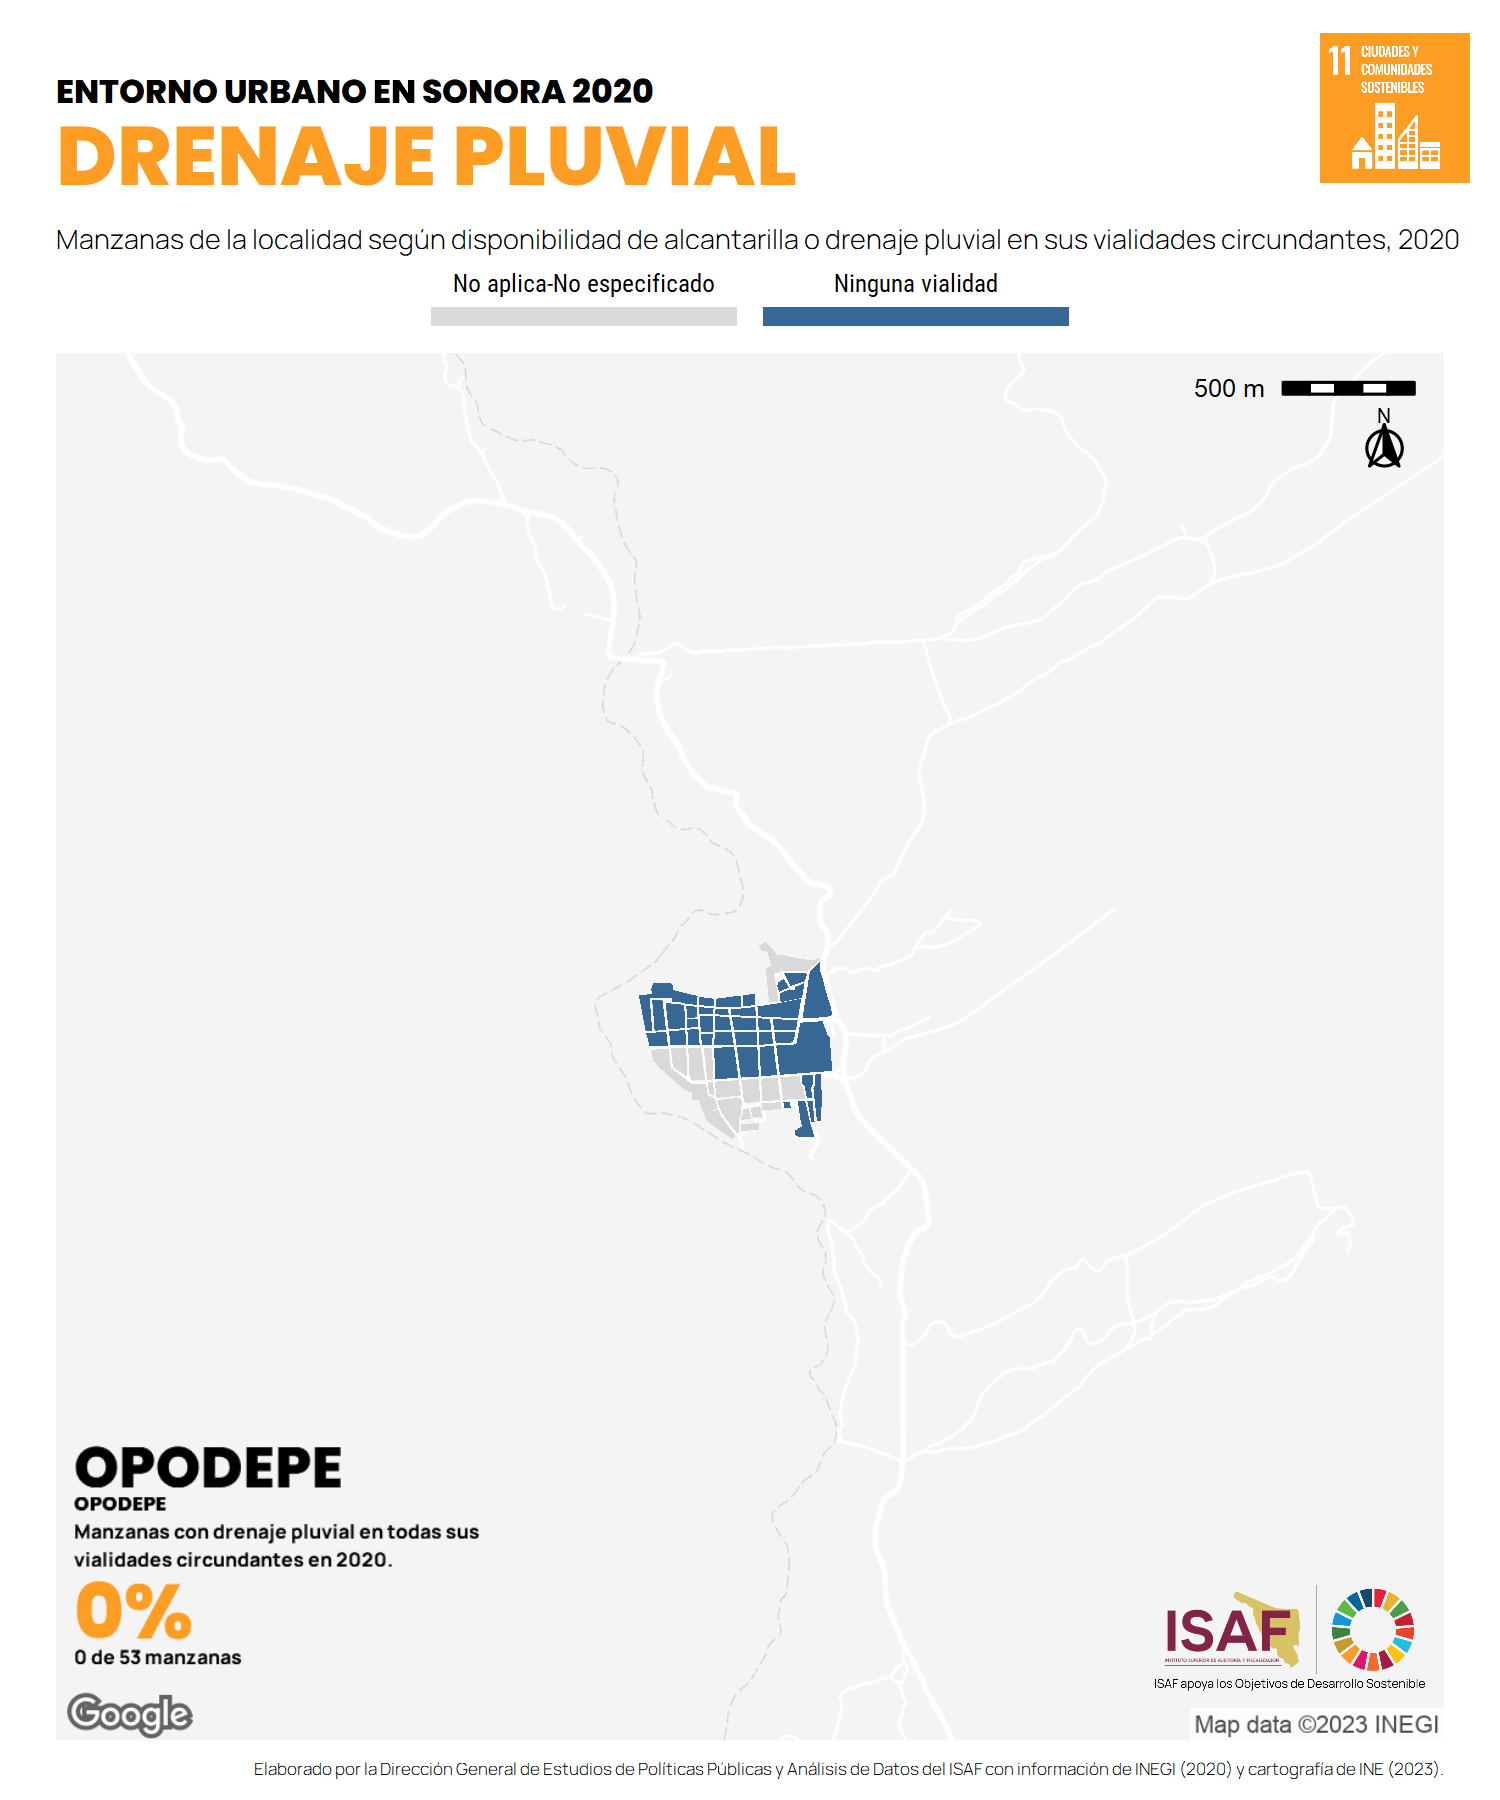 ENTORNO URBANO EN SONORA 2020
DRENAJE PLUVIAL
11 CIUDADES Y
COMUNIDADES
SOSTENIBLES
Manzanas de la localidad según disponibilidad de alcantarilla o drenaje pluvial en sus vialidades circundantes, 2020
No aplica-No especificado
Ninguna vialidad
500 m
N
OPODEPE
OPODEPE
Manzanas con drenaje pluvial en todas sus
vialidades circundantes en 2020.
0%
0 de 53 manzanas
Google
ISAF
INSTITUTO SUPERIOR DE AUDITORÍA Y FISCALIZACIÓN
ISAF apoya los Objetivos de Desarrollo Sostenible
Map data ©2023 INEGI
Elaborado por la Dirección General de Estudios de Políticas Públicas y Análisis de Datos del ISAF con información de INEGI (2020) y cartografía de INE (2023).